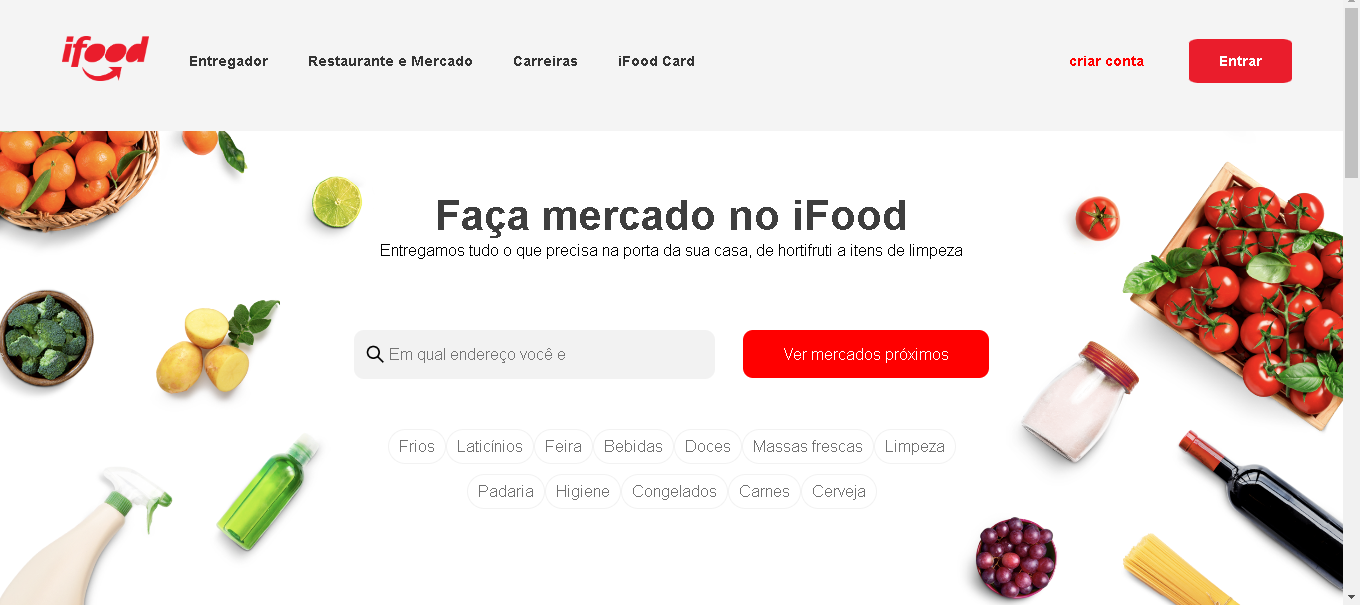 ifood
Entregador Restaurante e Mercado Carreiras iFood Card criar conta Entrar
Faça mercado no iFood
Entregamos tudo o que precisa na porta da sua casa, de hortifruti a itens de limpeza
Em qual endereço você e Ver mercados próximos
Frios Laticínios Feira Bebidas Doces Massas frescas Limpeza
Padaria Higiene Congelados Carnes Cerveja